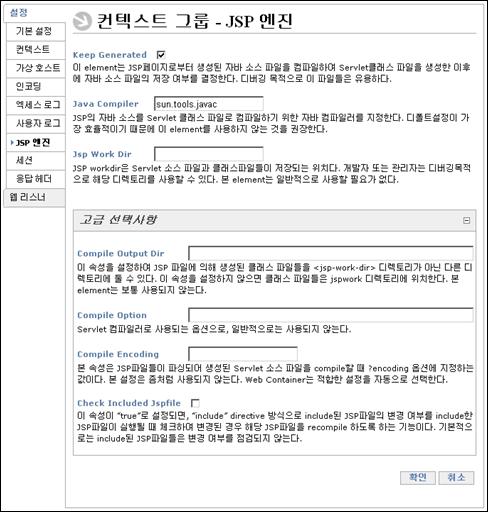 설정
기본 설정
컨텍스트
가상 호스트
인코딩
엑세스 로그
사용자 로그
JSP 엔진
세션
응답 헤더
웹 리스너
컨텍스트 그룹 - JSP 엔진
Keep Generated
이 element는 JSP페이지로부터 생성된 자바 소스 파일을 컴파일하여 Servlet클래스 파일을 생성한 이후
에 자바 소스 파일의 저장 여부를 결정한다. 디버깅 목적으로 이 파일들은 유용하다.
Java Compiler
sun.tools.javac
JSP의 자바 소스를 Servlet 클래스 파일로 컴파일하기 위한 자바 컴파일러를 지정한다. 디폴트설정이 가
장 효율적이기 때문에 이 element를 사용하지 않는 것을 권장한다.
Jsp Work Dir
JSP workdir은 Servlet 소스 파일과 클래스파일들이 저장되는 위치다. 개발자 또는 관리자는 디버깅목적
으로 해당 디렉토리를 사용할 수 있다. 본 element는 일반적으로 사용할 필요가 없다.
고급 선택사항
Compile Output Dir
이 속성을 설정하여 JSP 파일에 의해 생성된 클래스 파일들을 <jsp-work-dir> 디렉토리가 아닌 다른 디
렉토리에 둘 수 있다. 이 속성을 설정하지 않으면 클래스 파일들은 jspwork 디렉토리에 위치한다. 본
element는 보통 사용되지 않는다.
Compile Option
Servlet 컴파일러로 사용되는 옵션으로, 일반적으로는 사용되지 않는다.
Compile Encoding
본 속성은 JSP파일들이 파싱되어 생성된 Servlet 소스 파일을 compile할 때 ?encoding 옵션에 지정하는
값이다. 본 설정은 좀처럼 사용되지 않는다. Web Container는 적합한 설정을 자동으로 선택한다.
Check Included Jspfile
이 속성이 "true"로 설정되면, "include" directive 방식으로 include된 JSP파일의 변경 여부를 include한
JSP파일이 실행될 때 체크하여 변경된 경우 해당 JSP파일을 recompile 하도록 하는 기능이다. 기본적으
로는 include된 JSP파일들은 변경 여부를 점검되지 않는다.
확인 취소